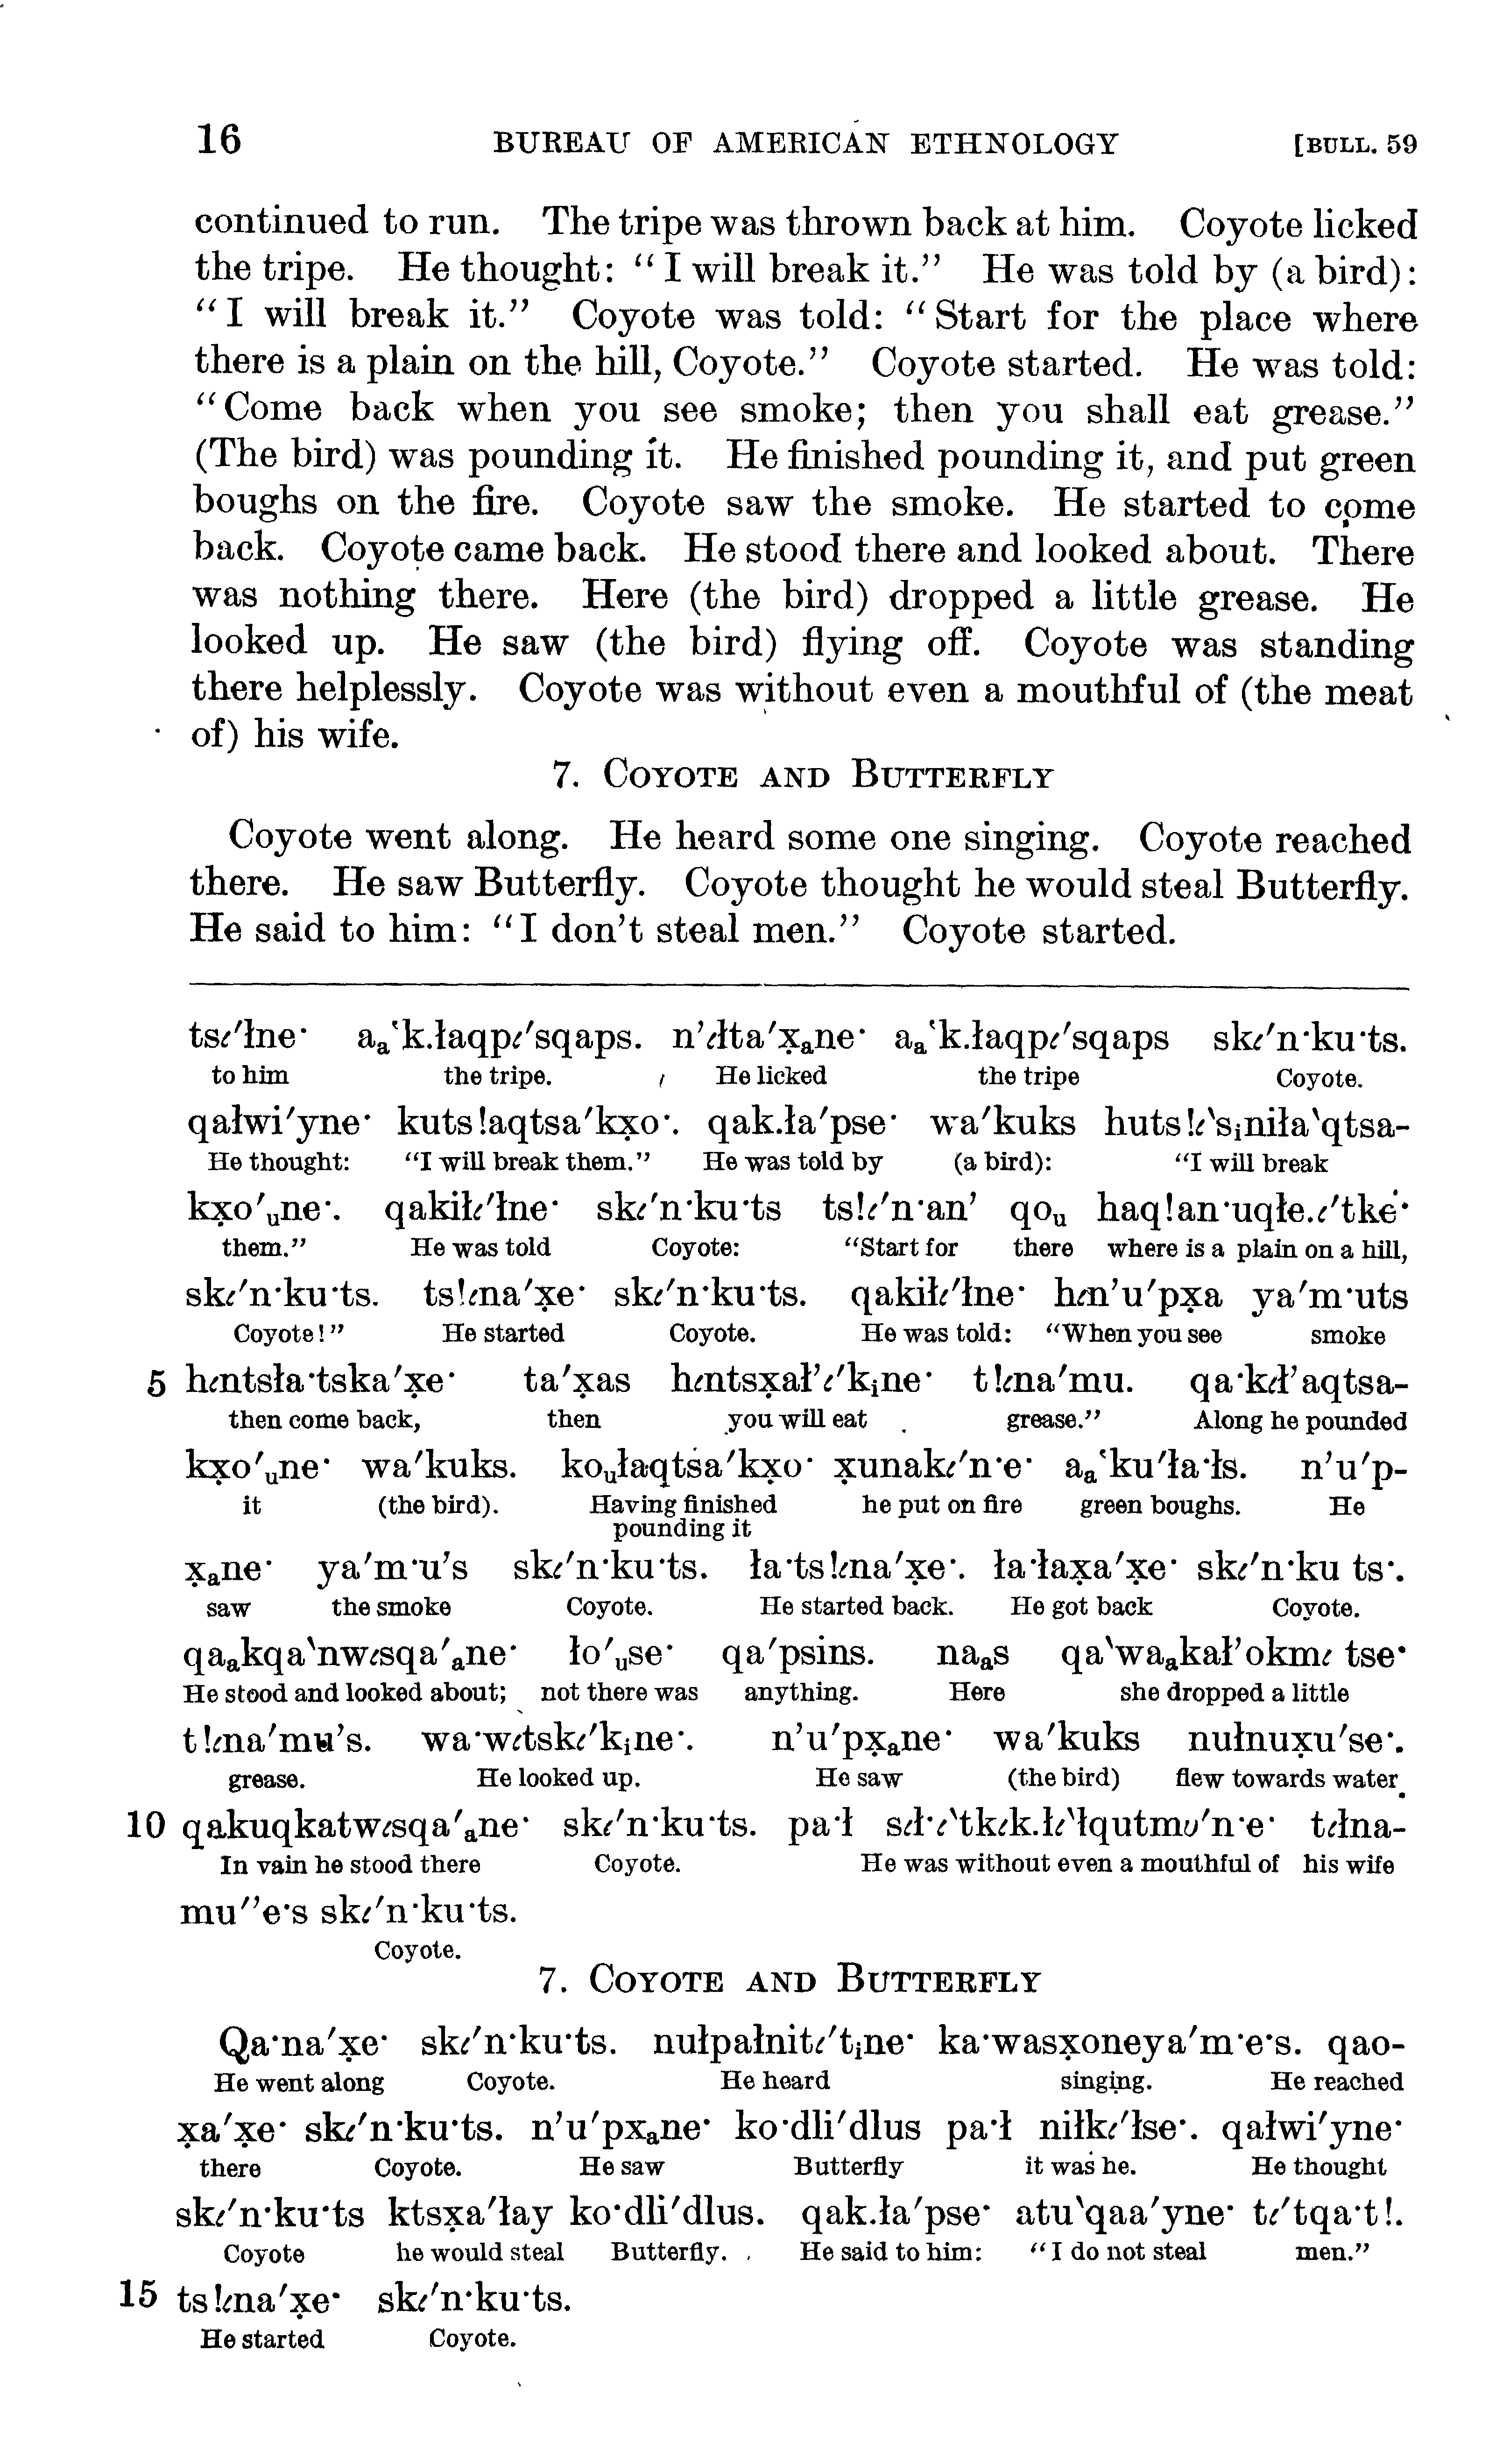 16 BUREAU OF AMERICAN ETHNOLOGY [BULL. 59
continued to run. The tripe was thrown back at him. Coyote licked
the tripe. He thought: “I will break it.” He was told by (a bird):
“I will break it.” Coyote was told: “Start for the place where
there is a plain on the hill, Coyote.” Coyote started. He was told:
“Come back when you see smoke; then you shall eat grease.”
(The bird) was pounding it. He finished pounding it, and put green
boughs on the fire. Coyote saw the smoke. He started to come
back. Coyote came back. He stood there and looked about. There
was nothing there. Here (the bird) dropped a little grease. He
looked up. He saw (the bird) flying off. Coyote was standing
there helplessly. Coyote was without even a mouthful of (the meat
of) his wife.
7. COYOTE AND BUTTERFLY
Coyote went along. He heard some one singing. Coyote reached
there. He saw Butterfly. Coyote thought he would steal Butterfly.
He said to him: “I don’t steal men.” Coyote started.
tsɩ′łne· aₐ‛k.łaqpɩ′sqaps. n’ɩłta′x̣ₐne· aₐ‛k.łaqpɩ′sqaps skɩ′n·ku·ts.
to him the tripe. He licked the tripe Coyote.
qałwi′yne· kuts!aqtsa′kx̣o·. qak.ła′pse· wa′kuks huts!ɩ‵sᵢniła‵qtsa-
He thought: “I will break them.” He was told by (a bird): “I will break
kx̣o′ᵤne·. qakiłɩ′łne· skɩ′n·ku·ts ts!ɩ′n·an’ qoᵤ haq!an·uqłe.ɩ′tke·
them.” He was told Coyote: “Start for there where is a plain on a hill,
skɩ′n·ku·ts. ts!ɩna′x̣e· skɩ′n·ku·ts. qakiłɩ′łne· hɩn’u′px̣a ya′m·uts
Coyote!” He started Coyote. He was told: “When you see smoke
5 hɩntsła·tska′x̣e· ta′x̣as hɩntsx̣ał’ɩ′kᵢne· t!ɩna′mu. qa·kɩł’aqtsa-
then come back, then you will eat grease.” Along he pounded
kx̣o′ᵤne· wa′kuks. koᵤłaqtsa′kx̣o· x̣unakɩ′n·e· aₐ‛ku′ła·łs. n’u′p-
it (the bird). Having finished he put on fire green boughs. He
pounding it
x̣ₐne· ya′m·u’s skɩ′n·ku·ts. ła·ts!ɩna′x̣e·. ła·łax̣a′x̣e· skɩ′n·ku ts·.
saw the smoke Coyote. He started back. He got back Coyote.
qaₐkqa‵nwɩsqa′ₐne· ło′ᵤse· qa′psins. naₐs qa‵waₐkał’okmɩ tse·
He stood and looked about; not there was anything. Here she dropped a little
t!ɩna′mu’s. wa·wɩtskɩ′kᵢne·. n’u′px̣ₐne· wa′kuks nułnux̣u′se·.
grease. He looked up. He saw (the bird) flew towards water.
10 qakuqkatwɩsqa′ₐne· skɩ′n·ku·ts. pa·ł sɩł·ɩ‵tkɩk.łɩ‵łqutmʋ′n·e· tɩłna-
In vain he stood there Coyote. He was without even a mouthful of his wife
mu′’e·s skɩ′n·ku·ts.
Coyote.
7. COYOTE AND BUTTERFLY
Qa·na′x̣e· skɩ′n·ku·ts. nułpałnitɩ′tᵢne· ka·wasx̣oneya′m·e·s. qao-
He went along Coyote. He heard singing. He reached
x̣a′x̣e· skɩ′n·ku·ts. n’u′px̣ₐne· ko·dli′dlus pa·ł niłkɩ′łse·. qałwi′yne·
there Coyote. He saw Butterfly it was he. He thought
skɩ′n·ku·ts ktsx̣a′łay ko·dli′dlus. qak.ła′pse· atu‵qaa′yne· tɩ′tqa·t!.
Coyote he would steal Butterfly. He said to him: “I do not steal men.”
15 ts!ɩna′x̣e· skɩ′n·ku·ts.
He started Coyote.